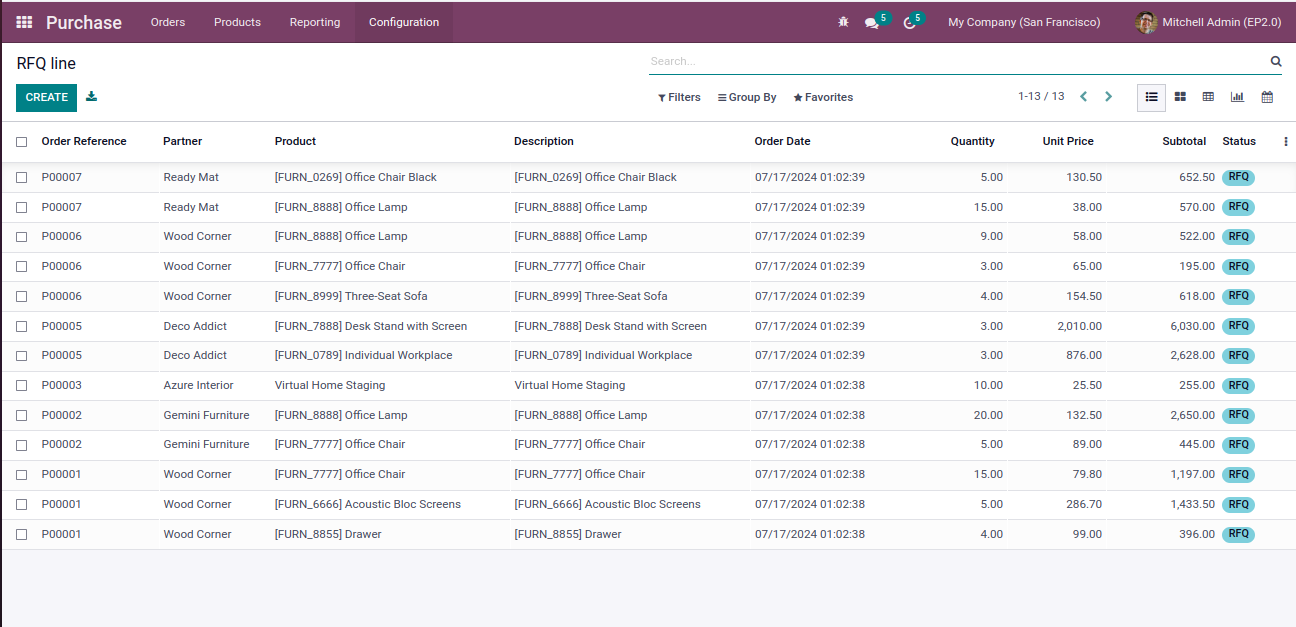 Purchase Orders Products Reporting Configuration 5 5 My Company (San Francisco) Mitchell Admin (EP2.0)
RFQ line Search...
CREATE Filters Group By Favorites 1-13 / 13
Order Reference Partner Product Description Order Date Quantity Unit Price Subtotal Status
P00007 Ready Mat [FURN_0269] Office Chair Black [FURN_0269] Office Chair Black 07/17/2024 01:02:39 5.00 130.50 652.50 RFQ
P00007 Ready Mat [FURN_8888] Office Lamp [FURN_8888] Office Lamp 07/17/2024 01:02:39 15.00 38.00 570.00 RFQ
P00006 Wood Corner [FURN_8888] Office Lamp [FURN_8888] Office Lamp 07/17/2024 01:02:39 9.00 58.00 522.00 RFQ
P00006 Wood Corner [FURN_7777] Office Chair [FURN_7777] Office Chair 07/17/2024 01:02:39 3.00 65.00 195.00 RFQ
P00006 Wood Corner [FURN_8999] Three-Seat Sofa [FURN_8999] Three-Seat Sofa 07/17/2024 01:02:39 4.00 154.50 618.00 RFQ
P00005 Deco Addict [FURN_7888] Desk Stand with Screen [FURN_7888] Desk Stand with Screen 07/17/2024 01:02:39 3.00 2,010.00 6,030.00 RFQ
P00005 Deco Addict [FURN_0789] Individual Workplace [FURN_0789] Individual Workplace 07/17/2024 01:02:39 3.00 876.00 2,628.00 RFQ
P00003 Azure Interior Virtual Home Staging Virtual Home Staging 07/17/2024 01:02:38 10.00 25.50 255.00 RFQ
P00002 Gemini Furniture [FURN_8888] Office Lamp [FURN_8888] Office Lamp 07/17/2024 01:02:38 20.00 132.50 2,650.00 RFQ
P00002 Gemini Furniture [FURN_7777] Office Chair [FURN_7777] Office Chair 07/17/2024 01:02:38 5.00 89.00 445.00 RFQ
P00001 Wood Corner [FURN_7777] Office Chair [FURN_7777] Office Chair 07/17/2024 01:02:38 15.00 79.80 1,197.00 RFQ
P00001 Wood Corner [FURN_6666] Acoustic Bloc Screens [FURN_6666] Acoustic Bloc Screens 07/17/2024 01:02:38 5.00 286.70 1,433.50 RFQ
P00001 Wood Corner [FURN_8855] Drawer [FURN_8855] Drawer 07/17/2024 01:02:38 4.00 99.00 396.00 RFQ